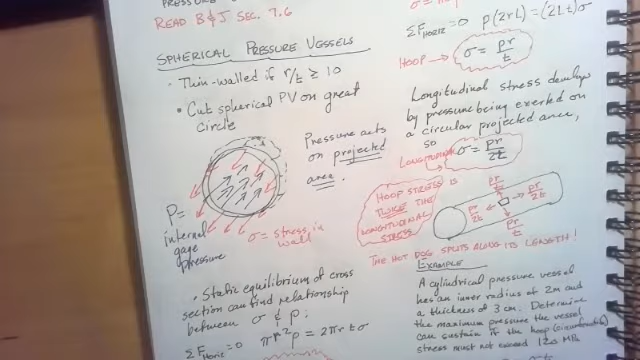 PRESSURE
READ B&J SEC. 7.6
SPHERICAL PRESSURE VESSELS
• Thin-walled if r/t ≥ 10
• Cut spherical PV on great
circle
Pressure acts
on projected
area.
P=
internal
gage
pressure
σ = stress in
wall
• Static equilibrium of cross
section can find relationship
between σ & p:
ΣF Horiz = 0 πr²p = 2πr t σ
ΣF Horiz = 0 p(2rL) = (2Lt)σ
HOOP → σ = pr/t
Longitudinal stress develops
by pressure being exerted on
a circular projected area,
so
LONGITUDINAL σ = pr/2t
HOOP STRESS IS
TWICE THE
LONGITUDINAL
STRESS
pr/t
pr/t
pr/2t
pr/t
THE HOT DOG SPLITS ALONG ITS LENGTH!
EXAMPLE
A cylindrical pressure vessel
has an inner radius of 2m and
a thickness of 3 cm. Determine
the maximum pressure the vessel
can sustain if the hoop (circumferential)
stress must not exceed 120 MPa